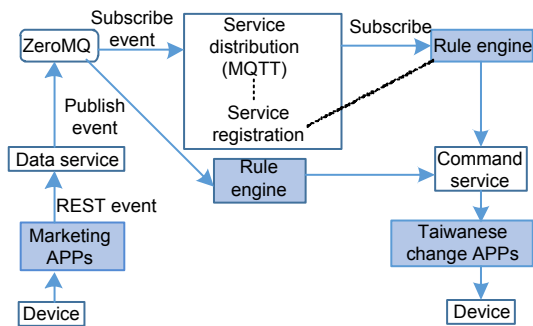 Subscribe
event
ZeroMQ
Service
distribution
(MQTT)
Service
registration
Subscribe
Rule engine
Publish
event
Data service
Rule
engine
Command
service
REST event
Marketing
APPs
Taiwanese
change APPs
Device
Device